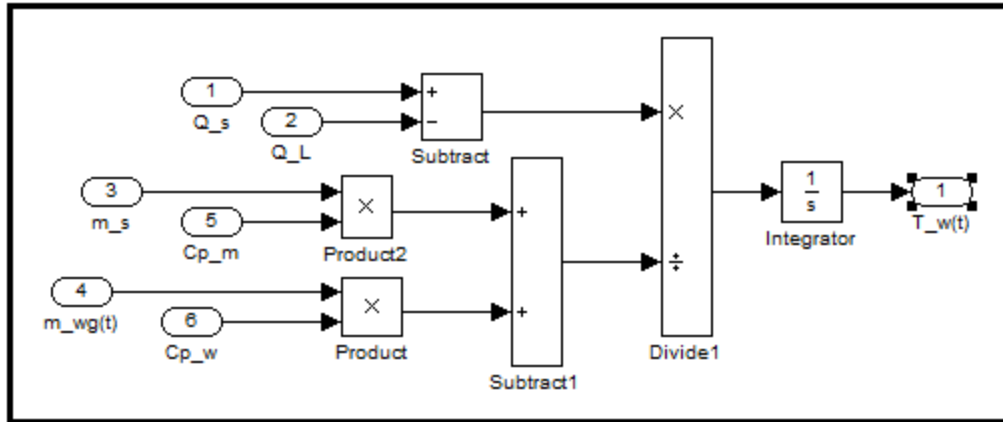 1
Q_s
2
Q_L
+
−
Subtract
×
3
m_s
5
Cp_m
×
Product2
4
m_wg(t)
6
Cp_w
×
Product
+
+
Subtract1
÷
Divide1
1
s
Integrator
1
T_w(t)